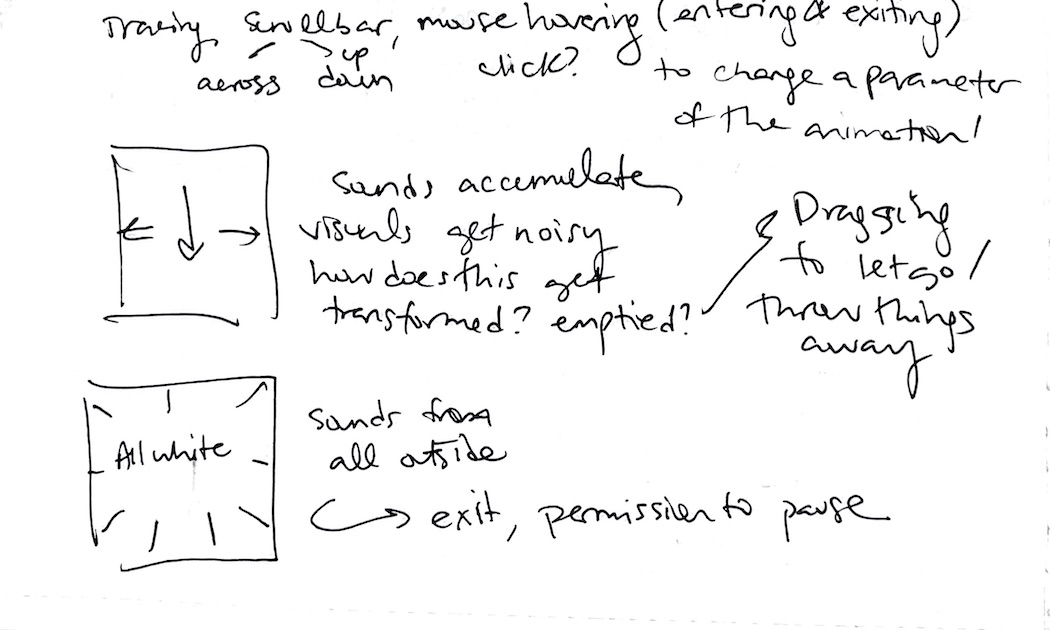 Tracing scrollbar, mouse hovering (entering & exiting)
across up down click? to change a parameter
of the animation!
Sands accumulate,
visuals get noisy
how does this get
transformed? emptied?
Dragging
to let go /
throw things
away
All white
Sands from
all outside
exit, permission to pause